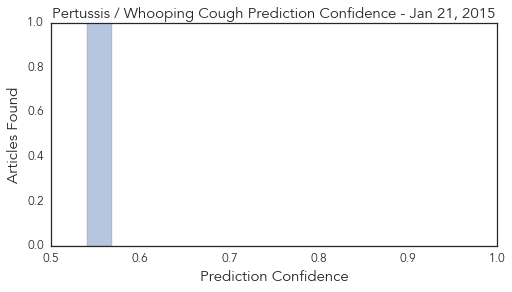 Pertussis / Whooping Cough Prediction Confidence - Jan 21, 2015
1.0
0.8
0.6
0.4
0.2
0.0
Articles Found
0.5 0.6 0.7 0.8 0.9 1.0
Prediction Confidence